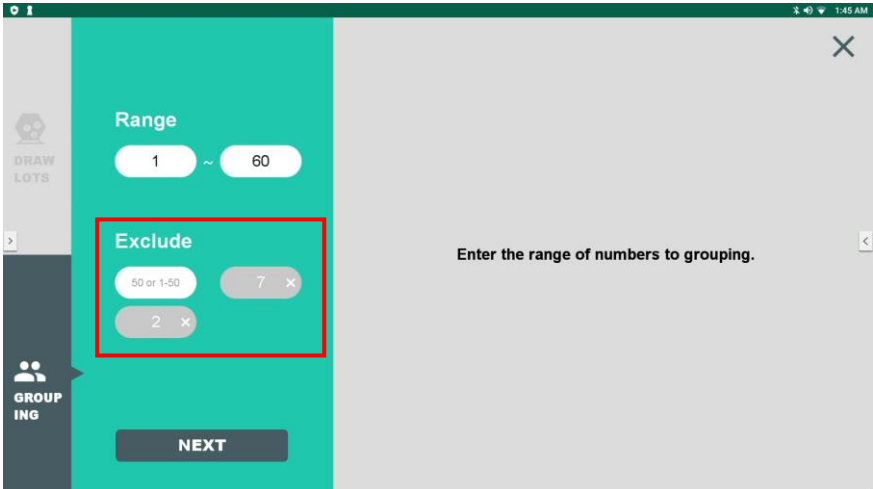 1:45 AM
DRAW
LOTS
GROUP
ING
Range
1 ~ 60
Exclude
50 or 1-50
7 ×
2 ×
NEXT
Enter the range of numbers to grouping.